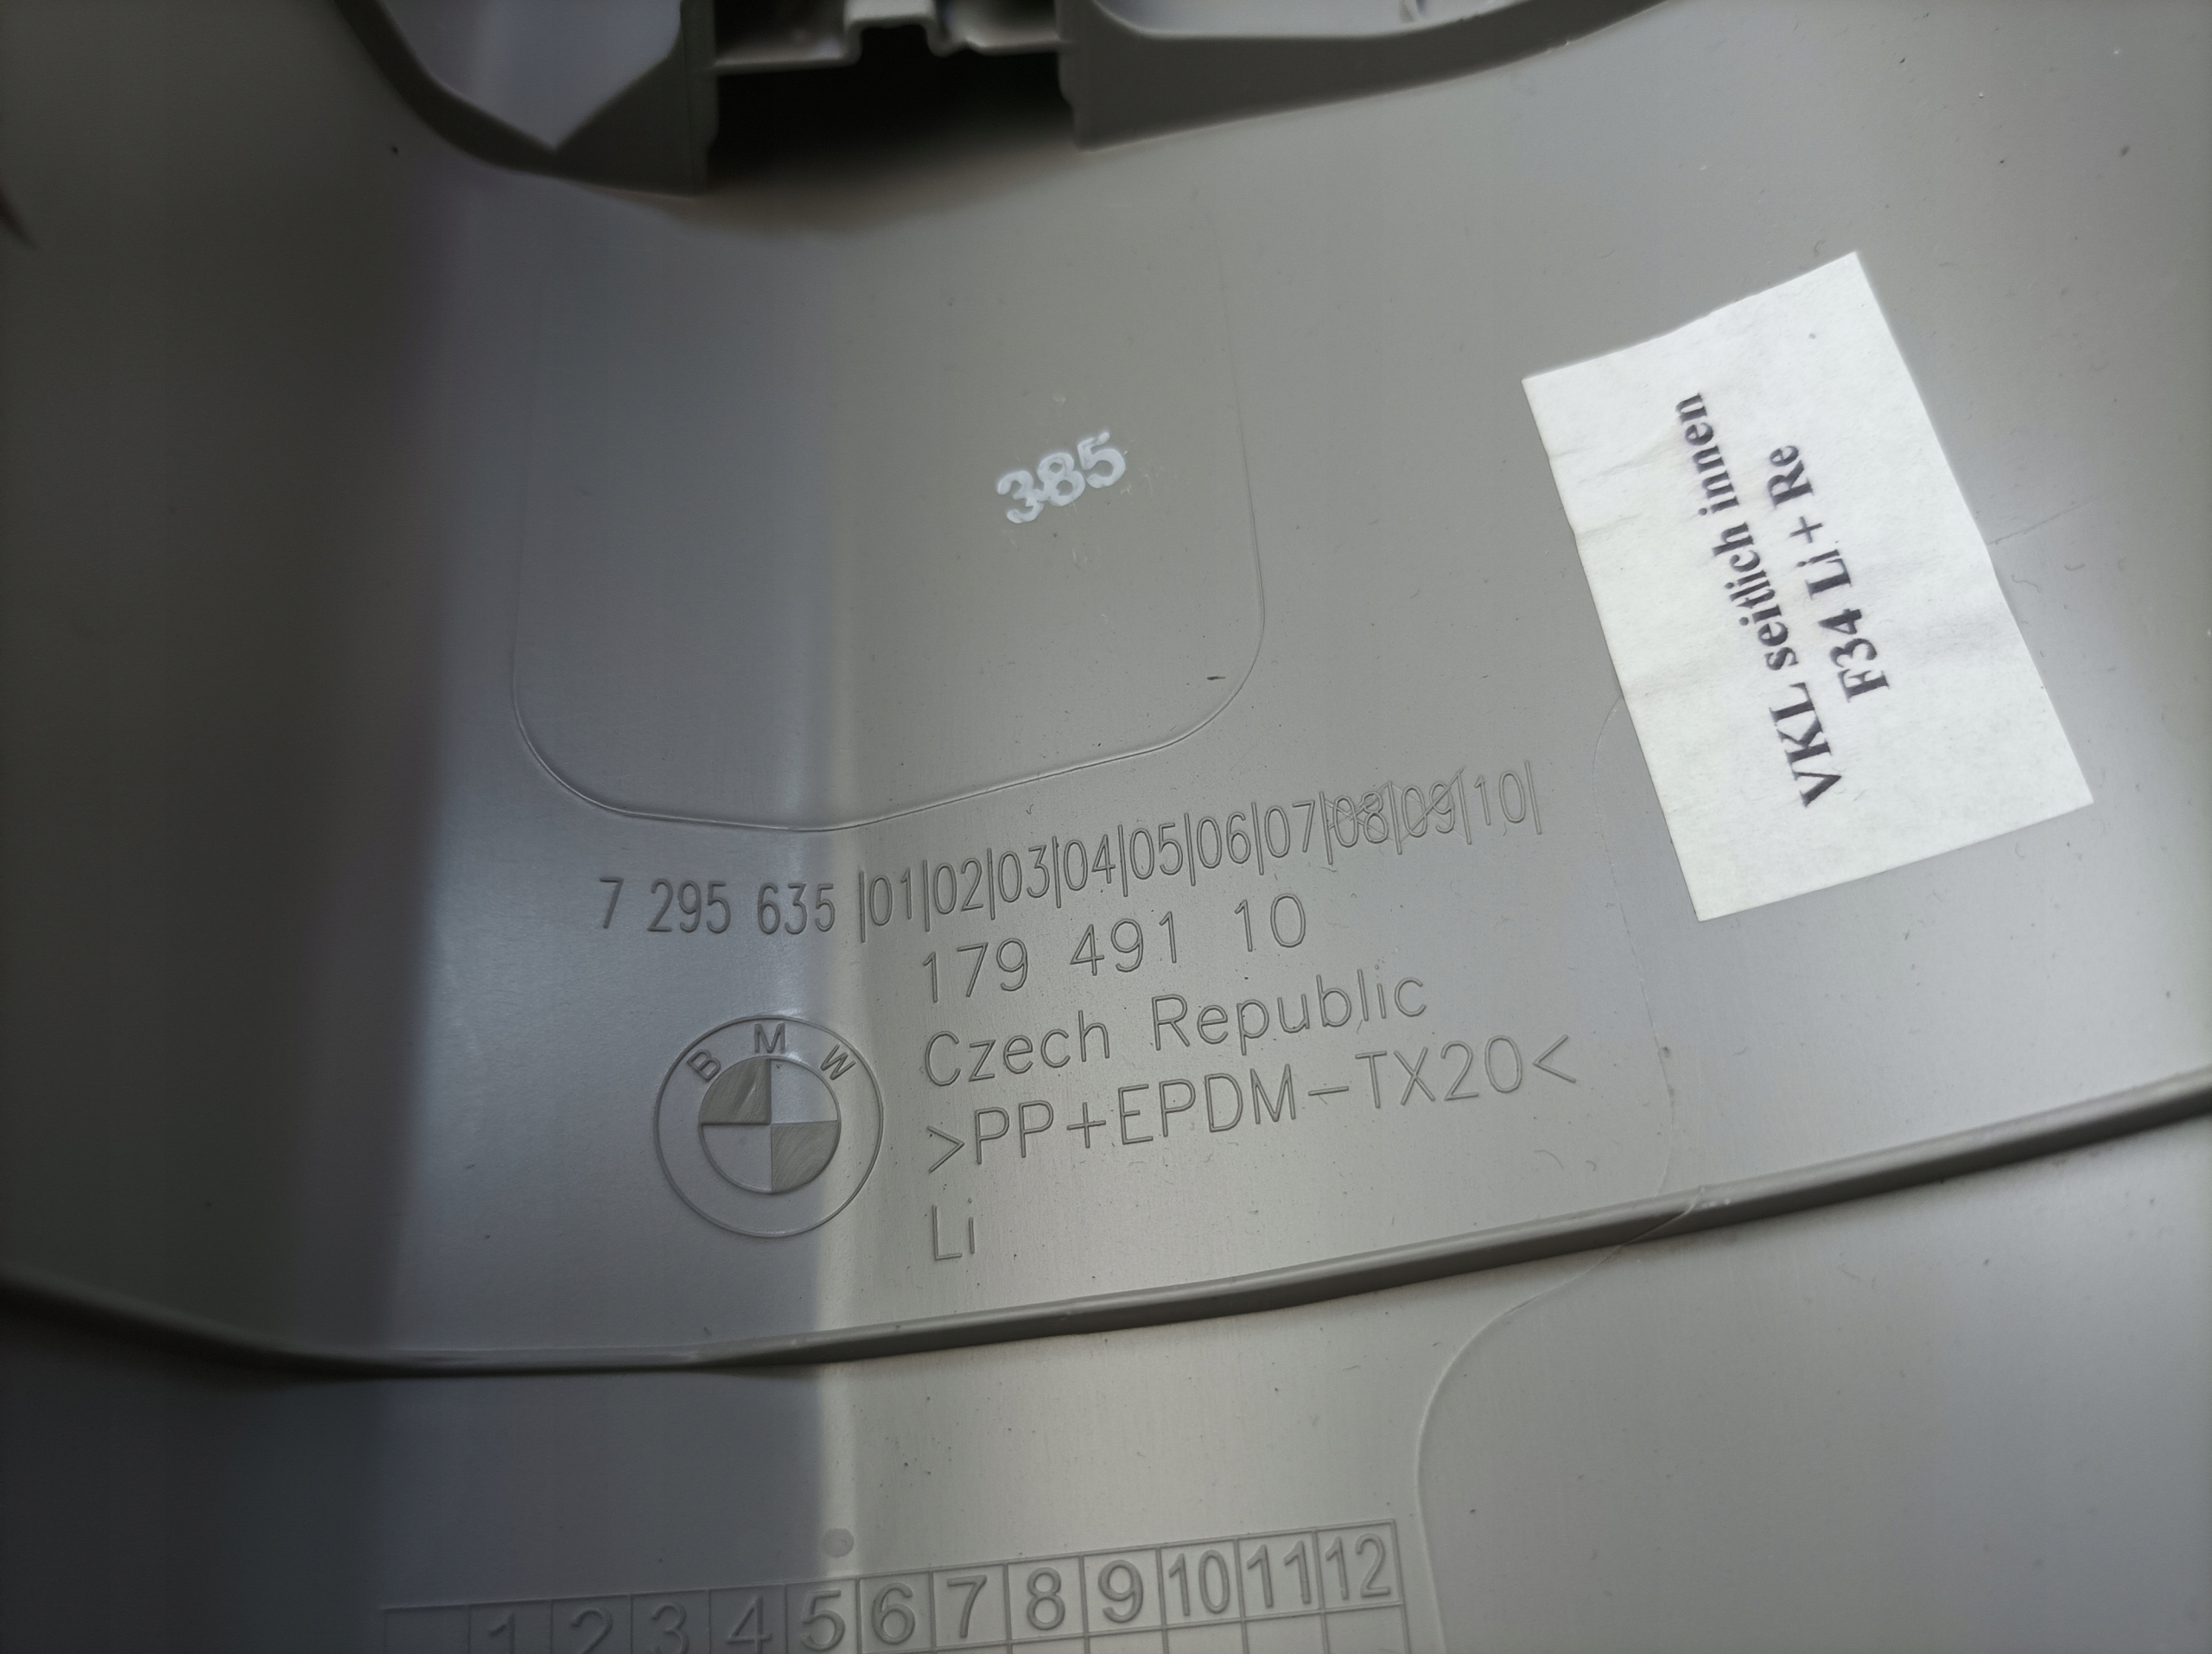 385
VKL seitlich innen
F34 Li + Re
7 295 635 |01|02|03|04|05|06|07|08|09|10|
179 491 10
Czech Republic
>PP+EPDM-TX20<
Li
BMW
1 2 3 4 5 6 7 8 9 10 11 12